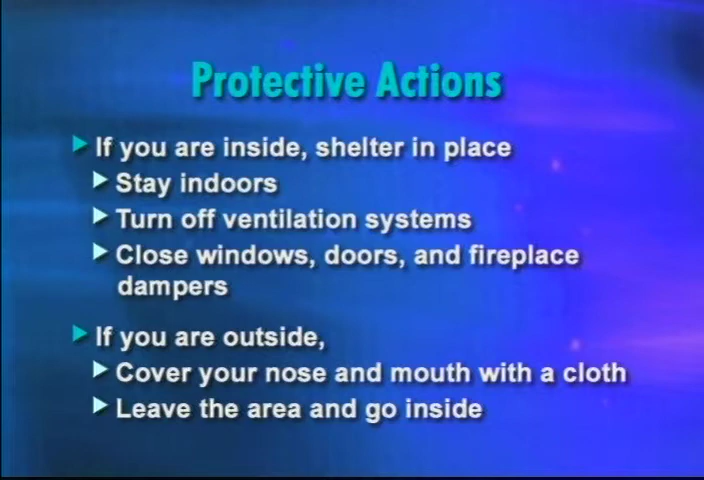 Protective Actions
If you are inside, shelter in place
Stay indoors
Turn off ventilation systems
Close windows, doors, and fireplace
dampers
If you are outside,
Cover your nose and mouth with a cloth
Leave the area and go inside